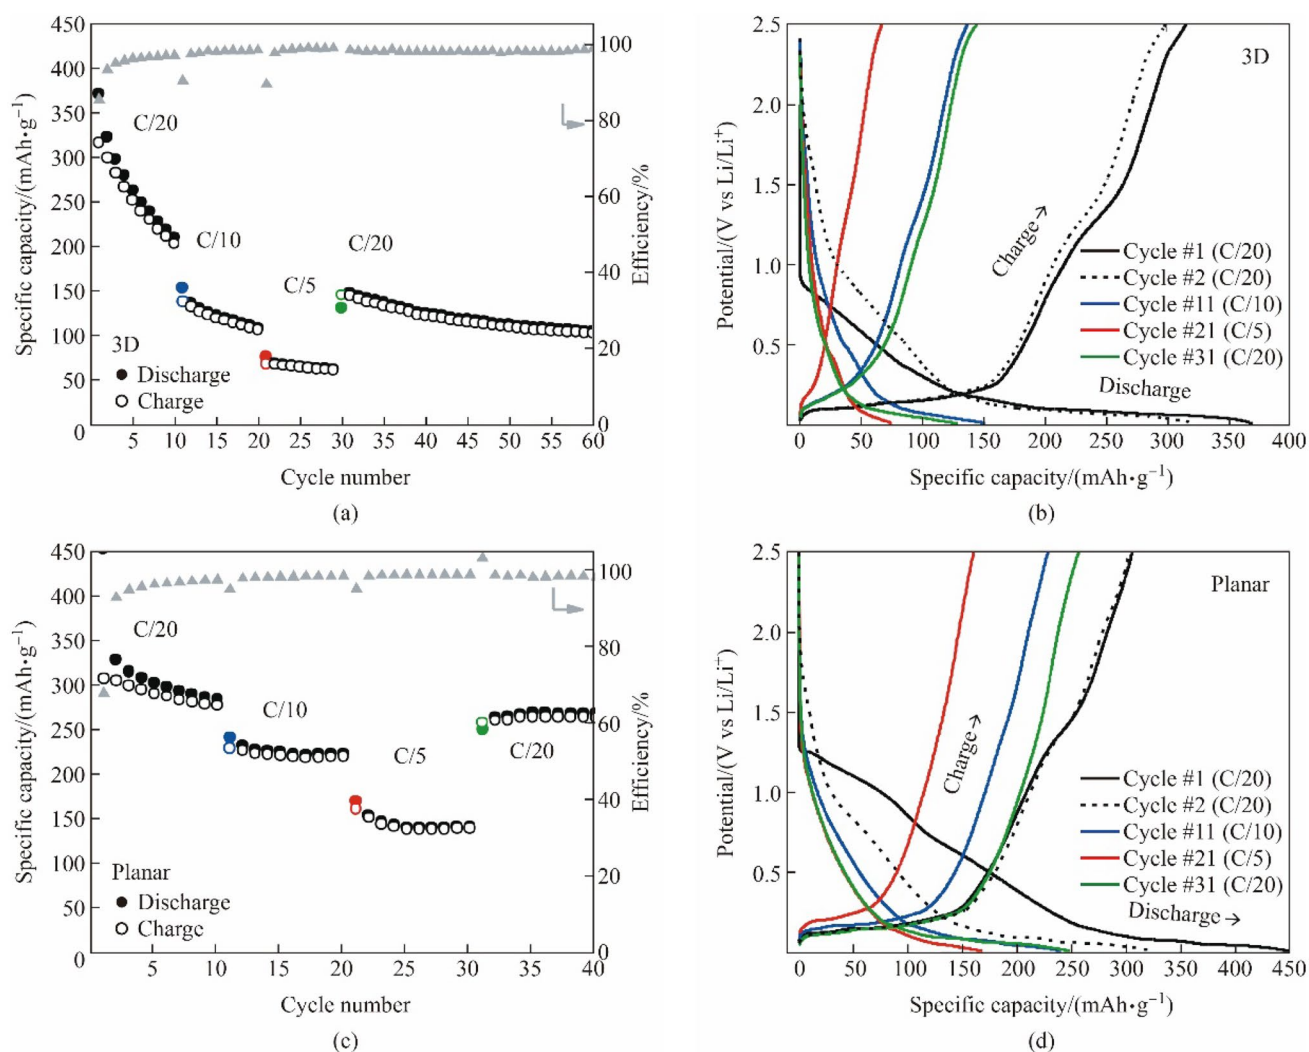 450
400
350
300
250
200
150
100
50
0
Specific capacity/(mAh•g⁻¹)
C/20
C/10
C/5
C/20
3D
Discharge
Charge
100
80
60
40
20
0
Efficiency/%
5 10 15 20 25 30 35 40 45 50 55 60
Cycle number
(a)
2.5
2.0
1.5
1.0
0.5
Potential/(V vs Li/Li⁺)
3D
Charge→
Cycle #1 (C/20)
Cycle #2 (C/20)
Cycle #11 (C/10)
Cycle #21 (C/5)
Cycle #31 (C/20)
Discharge
0 50 100 150 200 250 300 350 400
Specific capacity/(mAh•g⁻¹)
(b)
450
400
350
300
250
200
150
100
50
0
Specific capacity/(mAh•g⁻¹)
C/20
C/10
C/5
C/20
Planar
Discharge
Charge
100
80
60
40
20
0
Efficiency/%
5 10 15 20 25 30 35 40
Cycle number
(c)
2.5
2.0
1.5
1.0
0.5
Potential/(V vs Li/Li⁺)
Planar
Charge→
Cycle #1 (C/20)
Cycle #2 (C/20)
Cycle #11 (C/10)
Cycle #21 (C/5)
Cycle #31 (C/20)
Discharge→
0 50 100 150 200 250 300 350 400 450
Specific capacity/(mAh•g⁻¹)
(d)